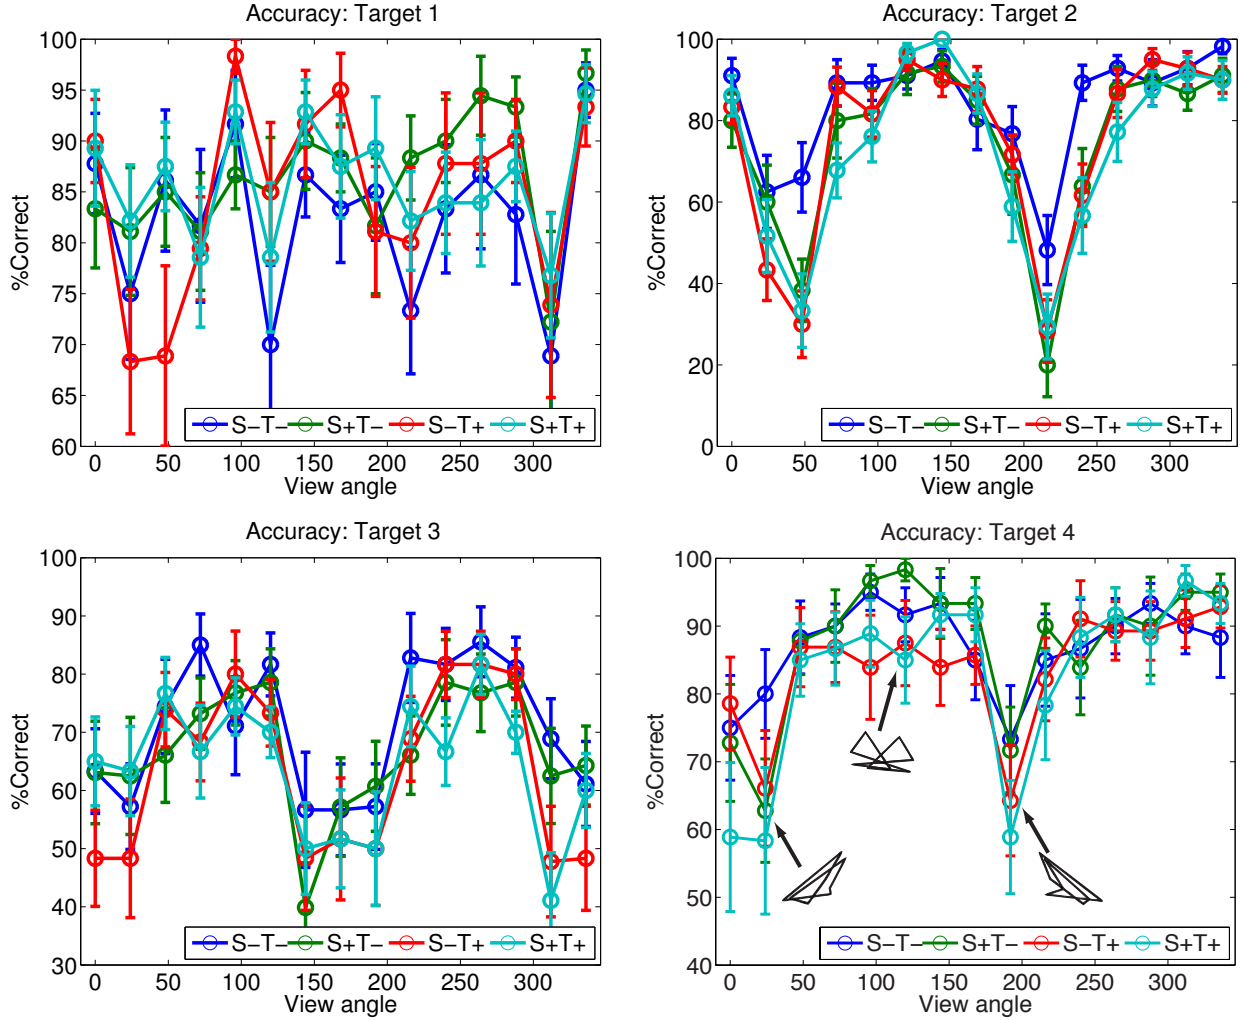 Accuracy: Target 1
%Correct
100
95
90
85
80
75
70
65
60
0 50 100 150 200 250 300
S−T− S+T− S−T+ S+T+
View angle
Accuracy: Target 2
%Correct
100
80
60
40
20
0
0 50 100 150 200 250 300
S−T− S+T− S−T+ S+T+
View angle
Accuracy: Target 3
%Correct
100
90
80
70
60
50
40
30
0 50 100 150 200 250 300
S−T− S+T− S−T+ S+T+
View angle
Accuracy: Target 4
%Correct
100
90
80
70
60
50
40
0 50 100 150 200 250 300
S−T− S+T− S−T+ S+T+
View angle